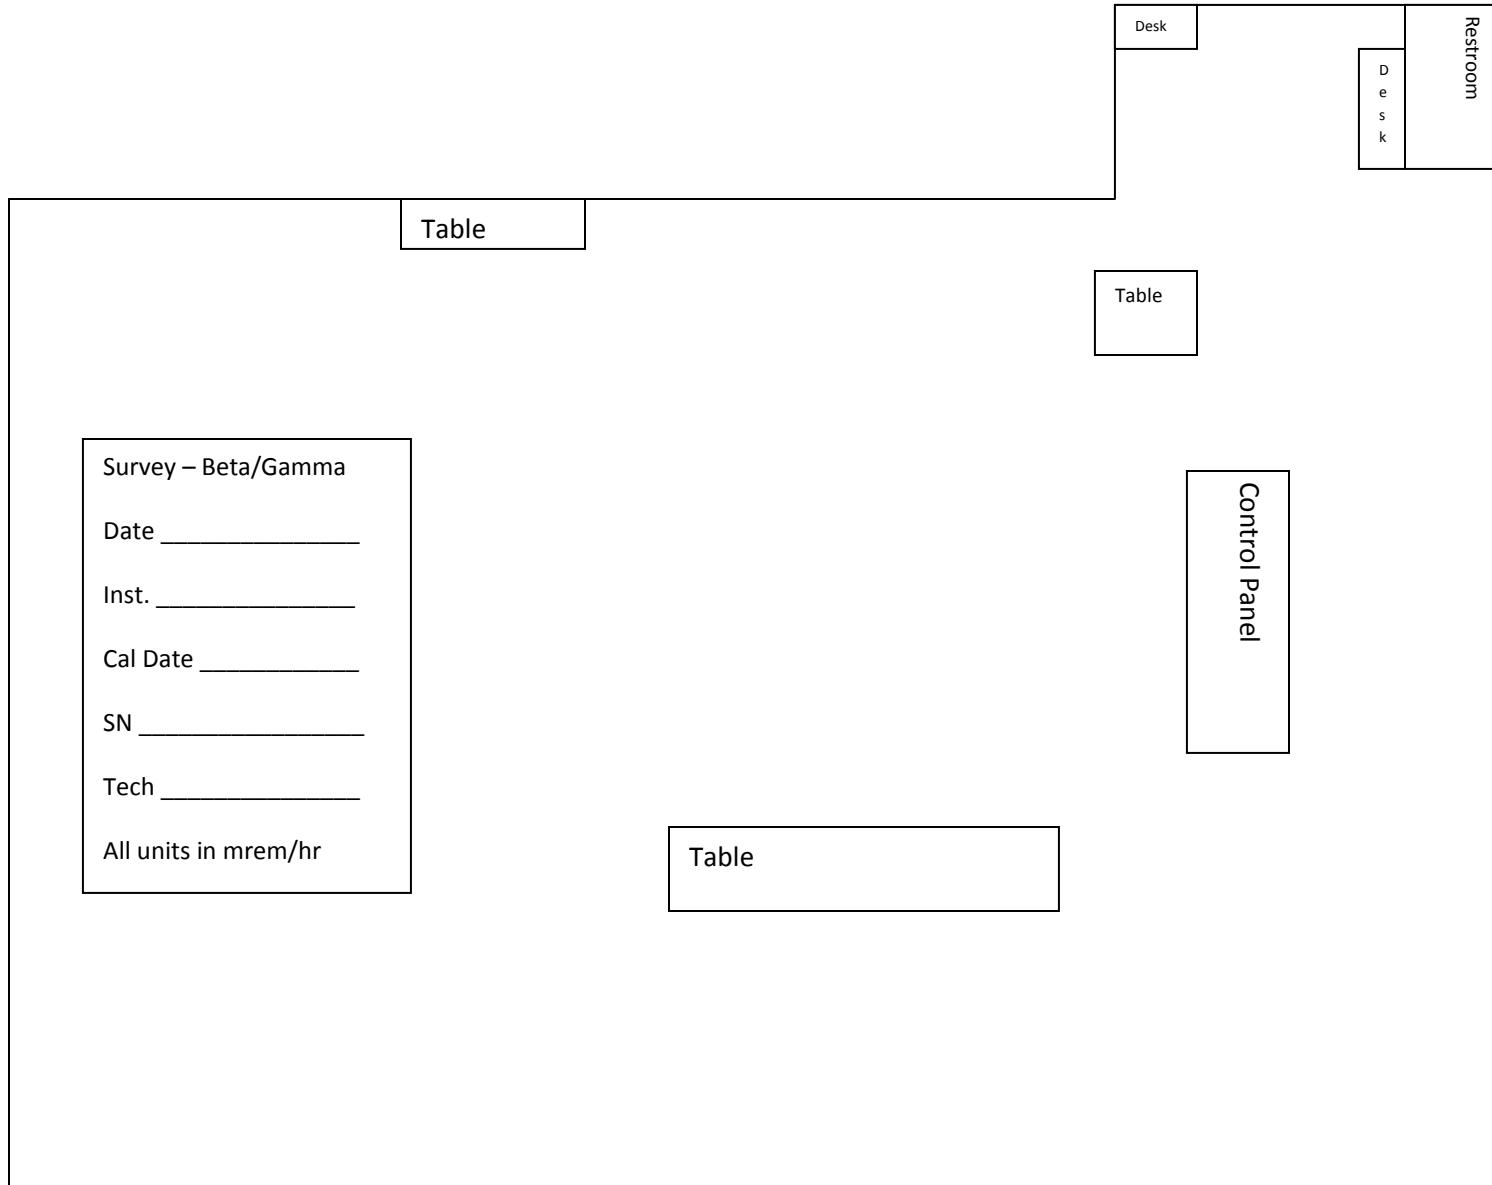 Desk
Restroom
D
e
s
k
Table
Table
Survey – Beta/Gamma
Date _______________
Inst. _______________
Cal Date ____________
SN _________________
Tech _______________
All units in mrem/hr
Control Panel
Table